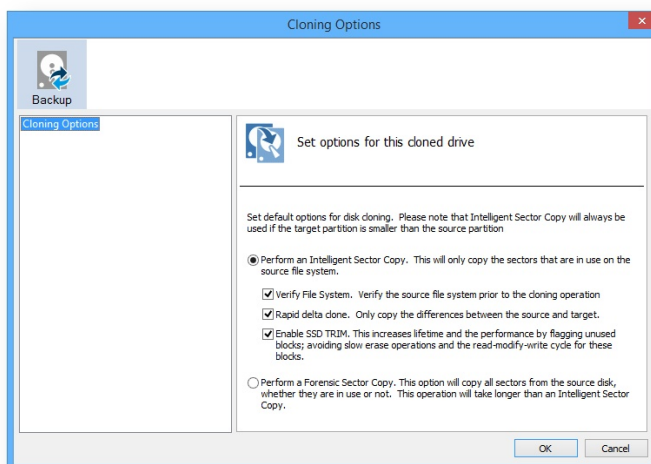 Cloning Options
Backup
Cloning Options
Set options for this cloned drive
Set default options for disk cloning. Please note that Intelligent Sector Copy will always be
used if the target partition is smaller than the source partition
Perform an Intelligent Sector Copy. This will only copy the sectors that are in use on the
source file system.
Verify File System. Verify the source file system prior to the cloning operation
Rapid delta clone. Only copy the differences between the source and target.
Enable SSD TRIM. This increases lifetime and the performance by flagging unused
blocks; avoiding slow erase operations and the read-modify-write cycle for these
blocks.
Perform a Forensic Sector Copy. This option will copy all sectors from the source disk,
whether they are in use or not. This operation will take longer than an Intelligent Sector
Copy.
OK
Cancel